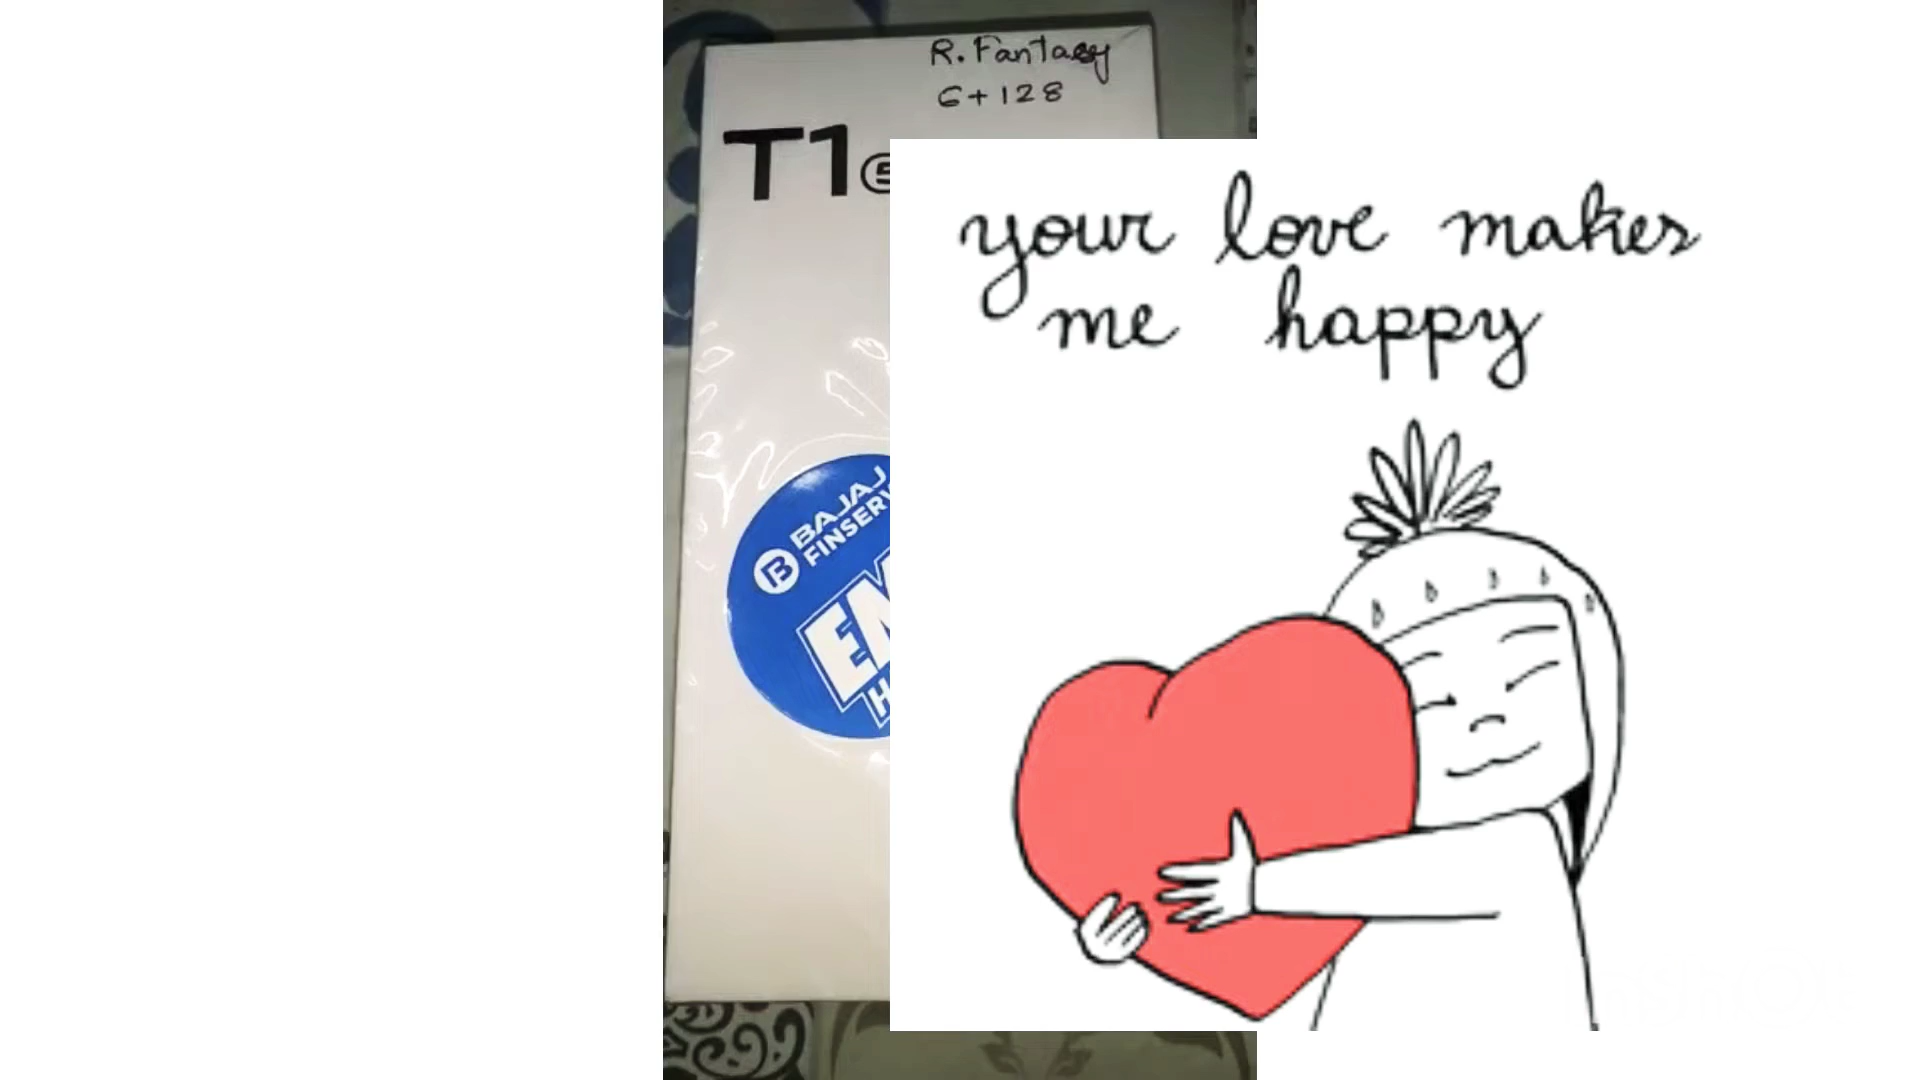 R. Fantasy
6+128
T1
your love makes
me happy
BAJAJ
FINSERV